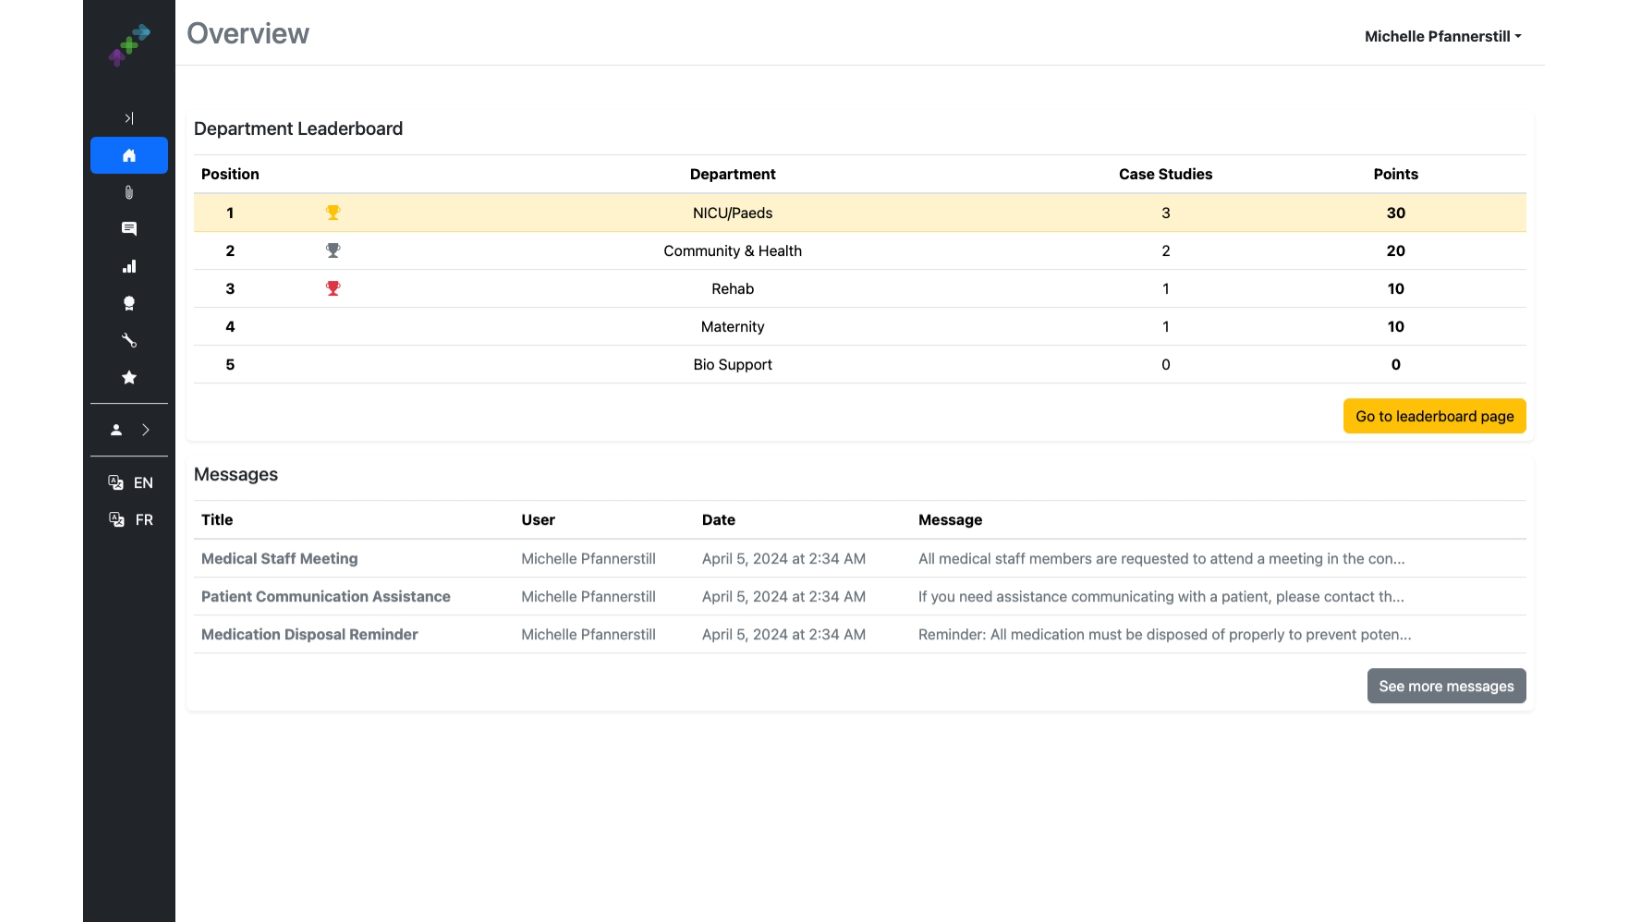 Overview
Michelle Pfannerstill
Department Leaderboard
Position Department Case Studies Points
1 NICU/Paeds 3 30
2 Community & Health 2 20
3 Rehab 1 10
4 Maternity 1 10
5 Bio Support 0 0
Go to leaderboard page
EN
FR
Messages
Title User Date Message
Medical Staff Meeting Michelle Pfannerstill April 5, 2024 at 2:34 AM All medical staff members are requested to attend a meeting in the con...
Patient Communication Assistance Michelle Pfannerstill April 5, 2024 at 2:34 AM If you need assistance communicating with a patient, please contact th...
Medication Disposal Reminder Michelle Pfannerstill April 5, 2024 at 2:34 AM Reminder: All medication must be disposed of properly to prevent poten...
See more messages